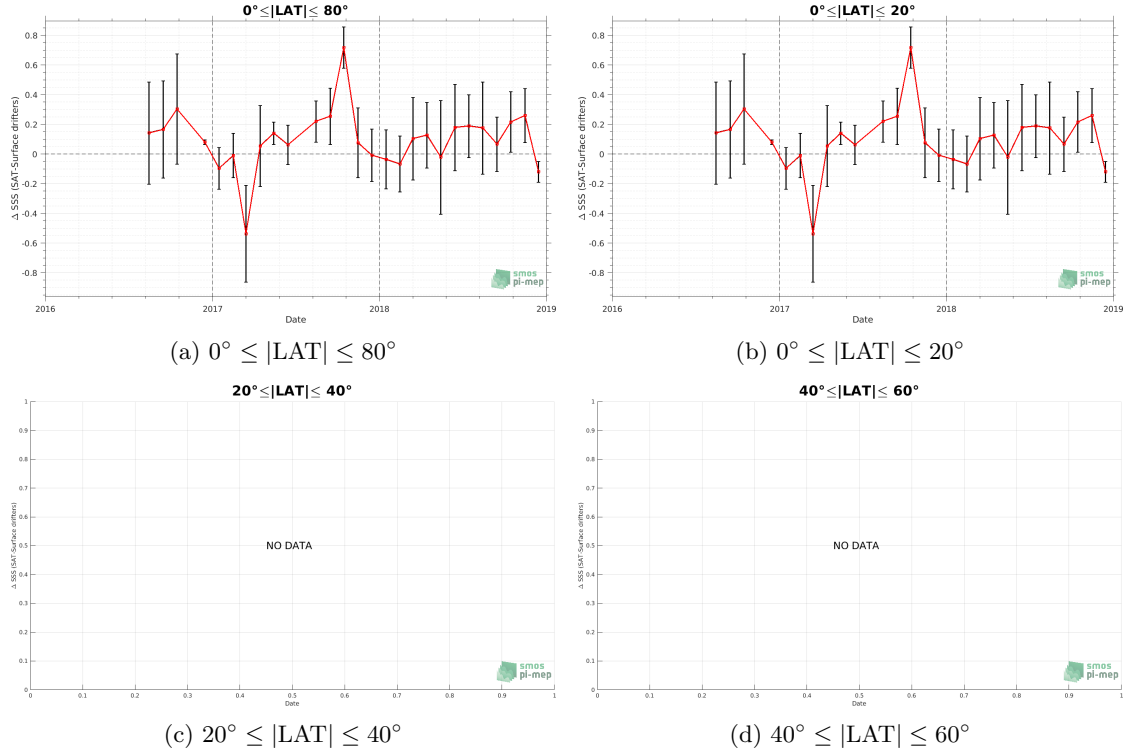 0°≤|LAT|≤ 80°
0.8
0.6
0.4
0.2
0
-0.2
-0.4
-0.6
-0.8
Δ SSS (SAT-Surface drifters)
2016
2017
2018
2019
Date
smos
pi-mep
(a) 0° ≤ |LAT| ≤ 80°
0°≤|LAT|≤ 20°
0.8
0.6
0.4
0.2
0
-0.2
-0.4
-0.6
-0.8
Δ SSS (SAT-Surface drifters)
2016
2017
2018
2019
Date
smos
pi-mep
(b) 0° ≤ |LAT| ≤ 20°
20°≤|LAT|≤ 40°
1
0.9
0.8
0.7
0.6
0.5
0.4
0.3
0.2
0.1
0
Δ SSS (SAT-Surface drifters)
NO DATA
0 0.1 0.2 0.3 0.4 0.5 0.6 0.7 0.8 0.9 1
Date
smos
pi-mep
(c) 20° ≤ |LAT| ≤ 40°
40°≤|LAT|≤ 60°
1
0.9
0.8
0.7
0.6
0.5
0.4
0.3
0.2
0.1
0
Δ SSS (SAT-Surface drifters)
NO DATA
0 0.1 0.2 0.3 0.4 0.5 0.6 0.7 0.8 0.9 1
Date
smos
pi-mep
(d) 40° ≤ |LAT| ≤ 60°